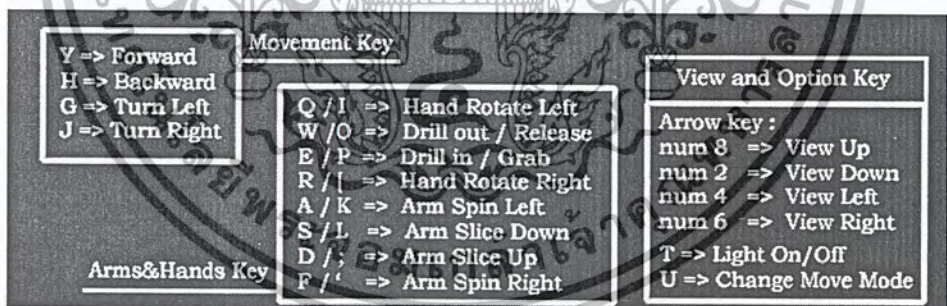 Movement Key
Y => Forward
H => Backward
G => Turn Left
J => Turn Right
Q / I => Hand Rotate Left
W /O => Drill out / Release
E / P => Drill in / Grab
R / [ => Hand Rotate Right
A / K => Arm Spin Left
S / L => Arm Slice Down
D / ; => Arm Slice Up
F / ‘ => Arm Spin Right
Arms&Hands Key
View and Option Key
Arrow key :
num 8 => View Up
num 2 => View Down
num 4 => View Left
num 6 => View Right
T => Light On/Off
U => Change Move Mode